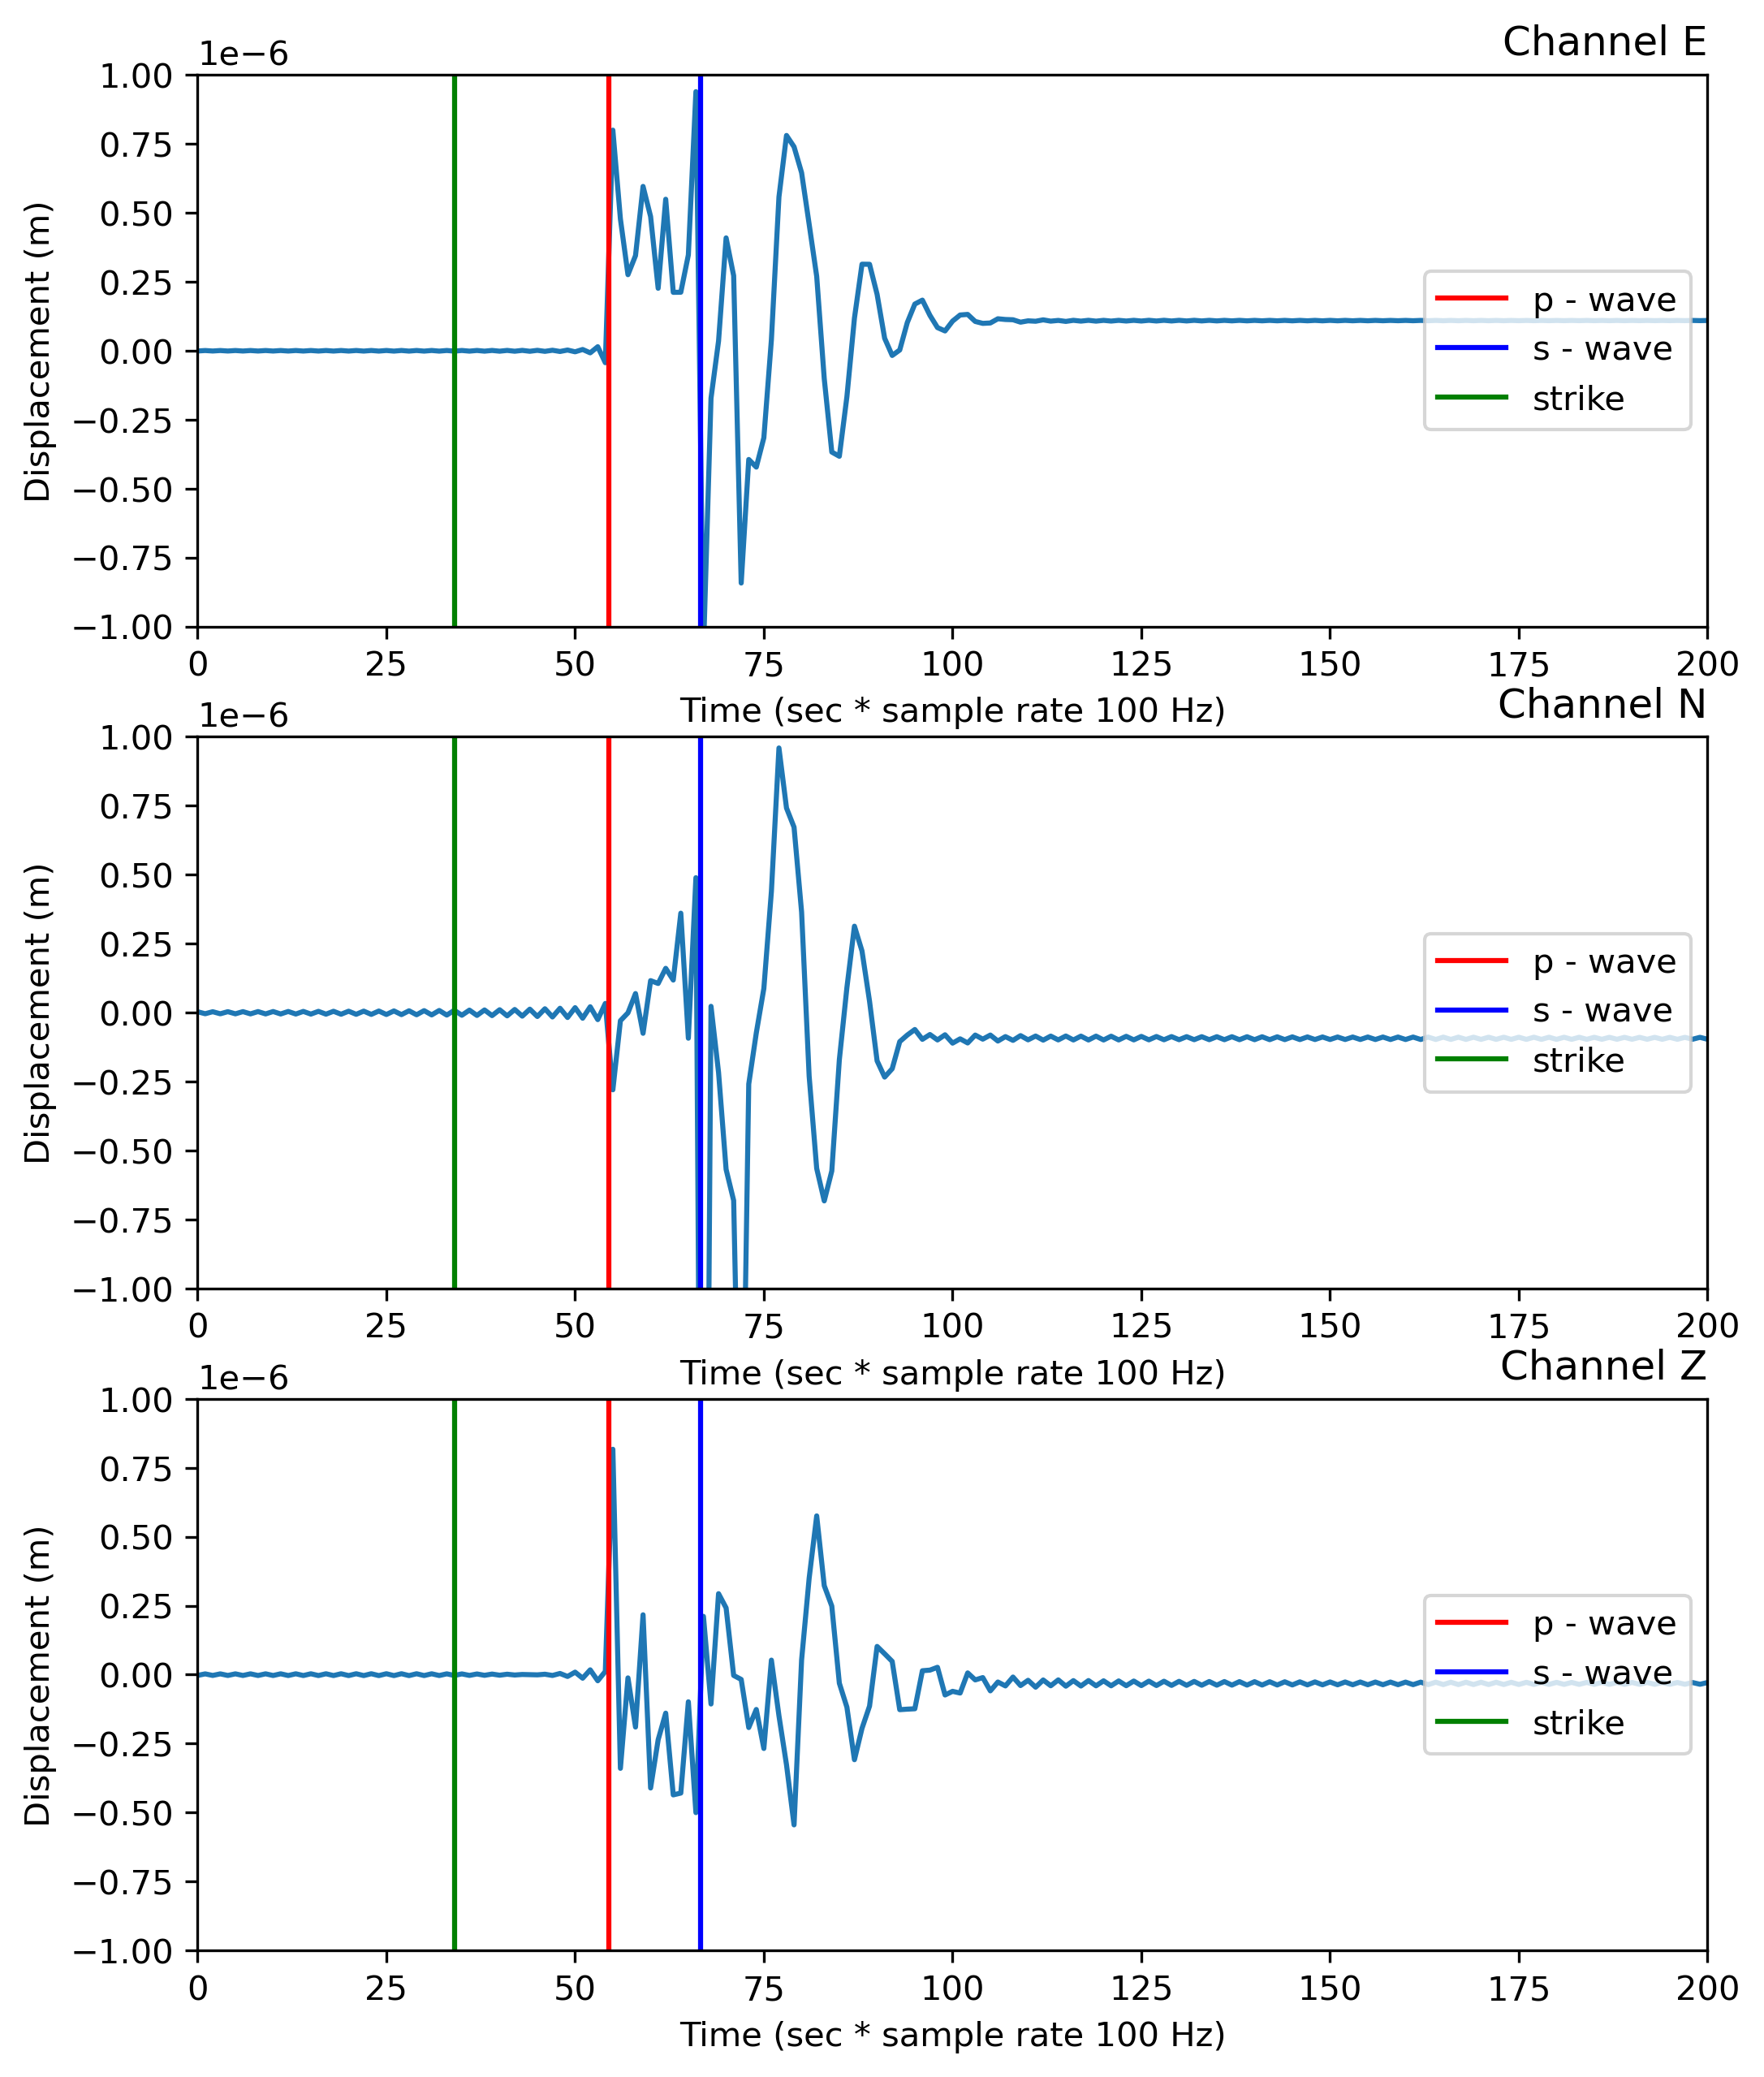 Channel E
1e−6
1.00
0.75
0.50
0.25
0.00
−0.25
−0.50
−0.75
−1.00
Displacement (m)
p - wave
s - wave
strike
0 25 50 75 100 125 150 175 200
Time (sec * sample rate 100 Hz)
Channel N
1e−6
1.00
0.75
0.50
0.25
0.00
−0.25
−0.50
−0.75
−1.00
Displacement (m)
p - wave
s - wave
strike
0 25 50 75 100 125 150 175 200
Time (sec * sample rate 100 Hz)
Channel Z
1e−6
1.00
0.75
0.50
0.25
0.00
−0.25
−0.50
−0.75
−1.00
Displacement (m)
p - wave
s - wave
strike
0 25 50 75 100 125 150 175 200
Time (sec * sample rate 100 Hz)